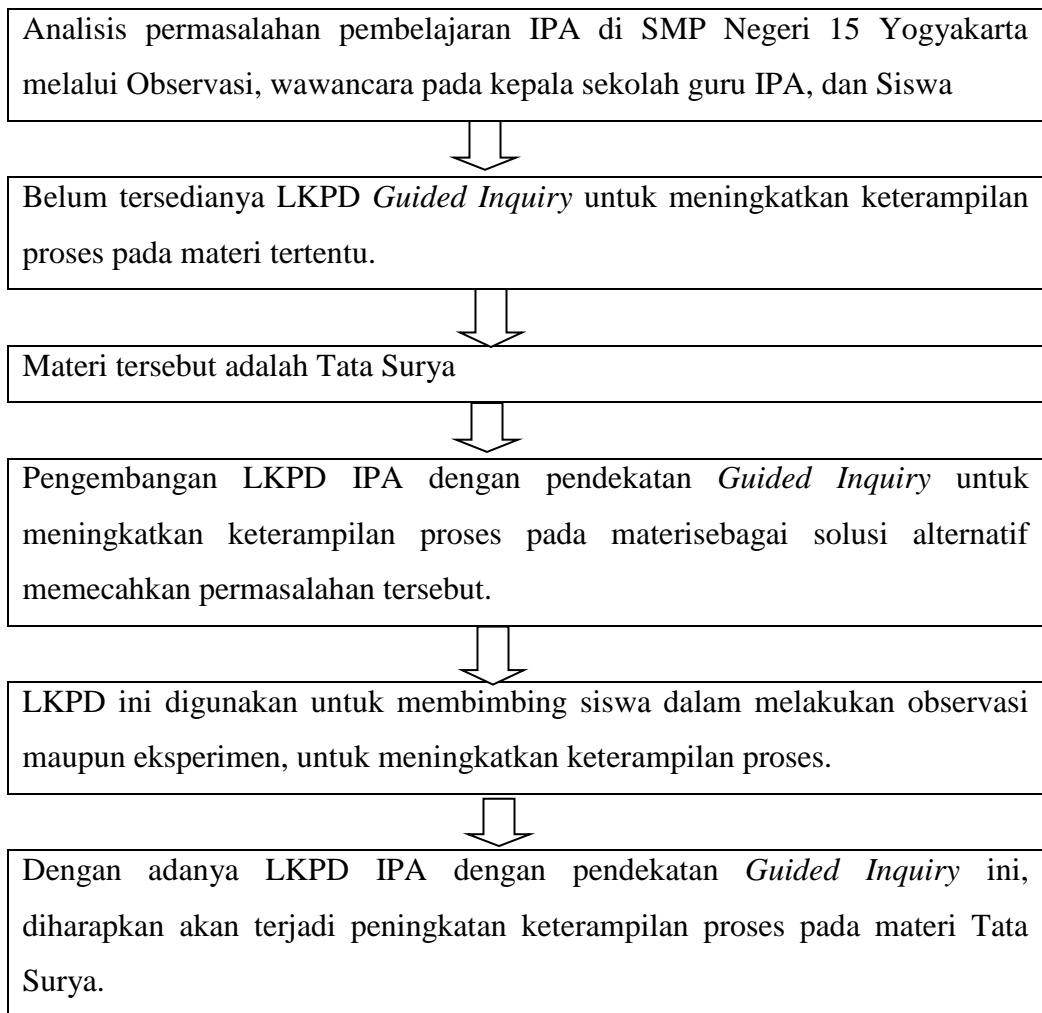 Analisis permasalahan pembelajaran IPA di SMP Negeri 15 Yogyakarta
melalui Observasi, wawancara pada kepala sekolah guru IPA, dan Siswa
Belum tersedianya LKPD Guided Inquiry untuk meningkatkan keterampilan
proses pada materi tertentu.
Materi tersebut adalah Tata Surya
Pengembangan LKPD IPA dengan pendekatan Guided Inquiry untuk
meningkatkan keterampilan proses pada materisebagai solusi alternatif
memecahkan permasalahan tersebut.
LKPD ini digunakan untuk membimbing siswa dalam melakukan observasi
maupun eksperimen, untuk meningkatkan keterampilan proses.
Dengan adanya LKPD IPA dengan pendekatan Guided Inquiry ini,
diharapkan akan terjadi peningkatan keterampilan proses pada materi Tata
Surya.